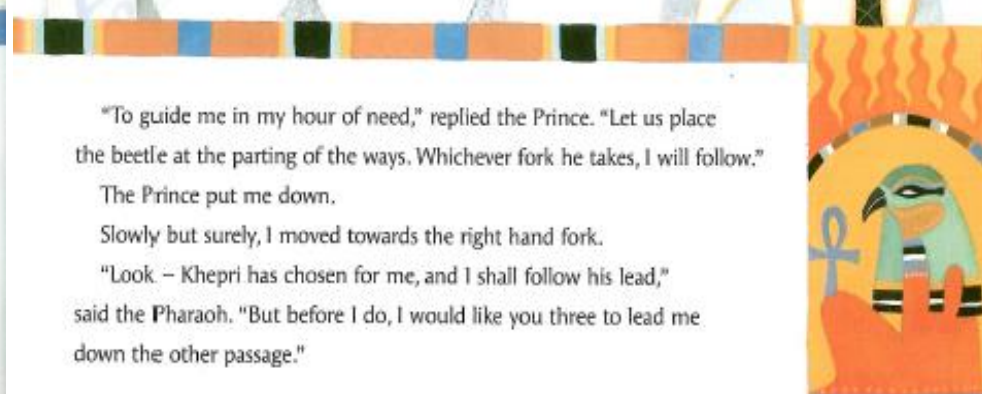 “To guide me in my hour of need,” replied the Prince. “Let us place
the beetle at the parting of the ways. Whichever fork he takes, I will follow.”
The Prince put me down.
Slowly but surely, I moved towards the right hand fork.
“Look – Khepri has chosen for me, and I shall follow his lead,”
said the Pharaoh. “But before I do, I would like you three to lead me
down the other passage.”